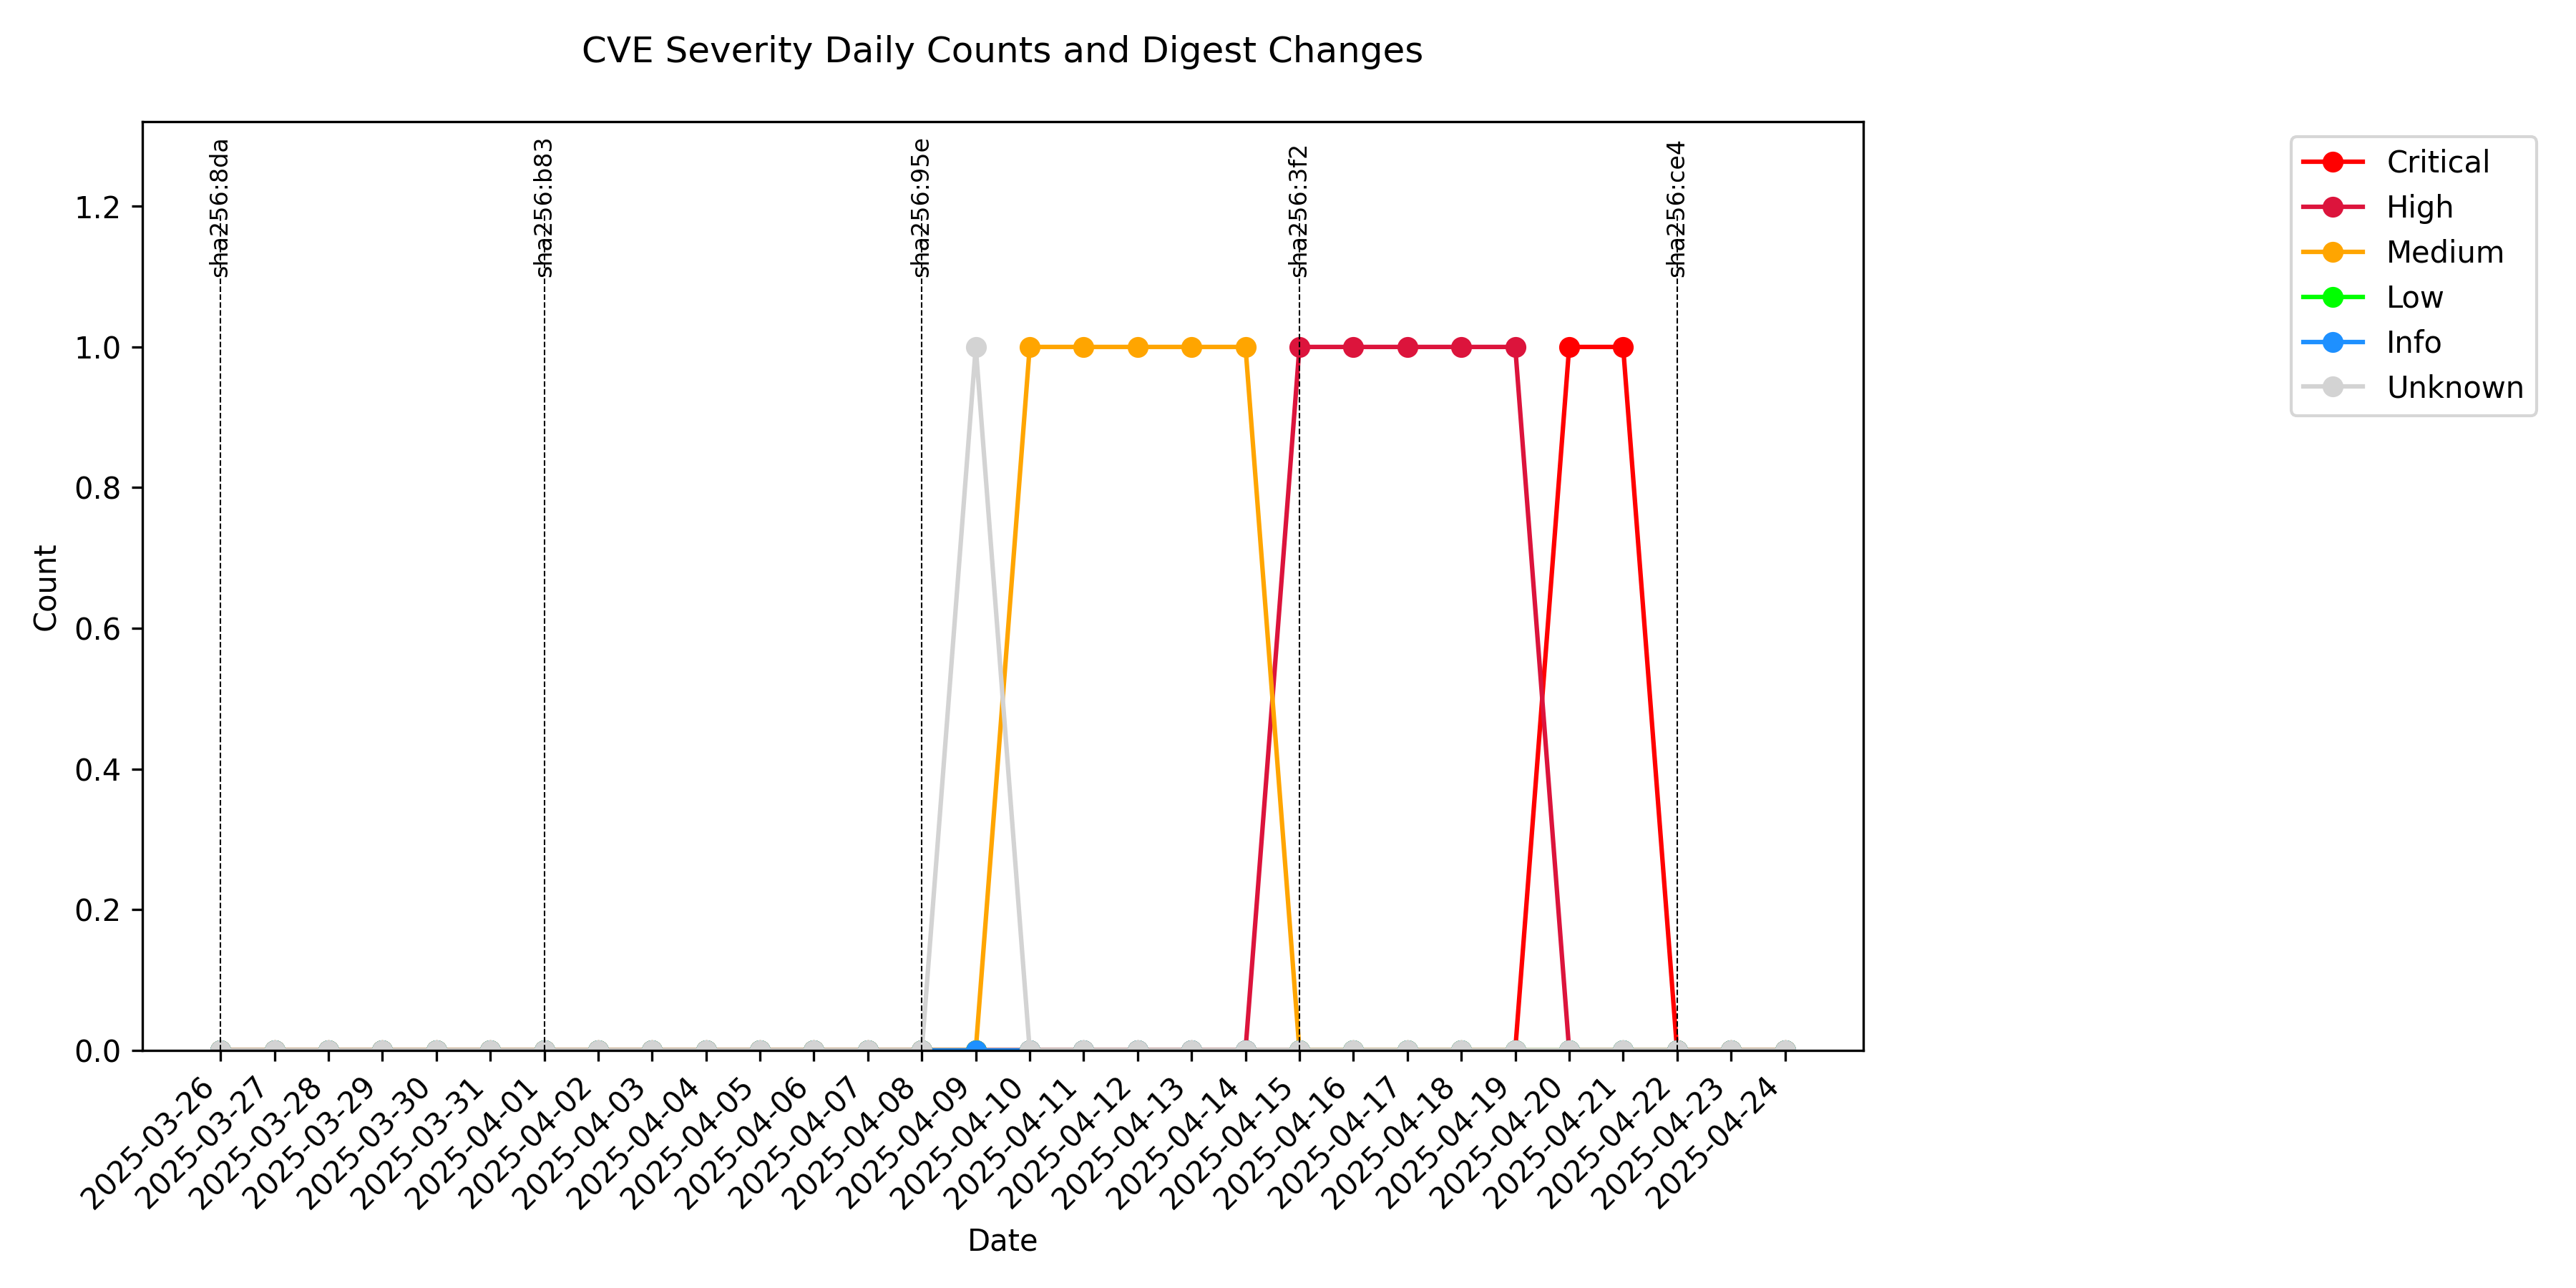 CVE Severity Daily Counts and Digest Changes
sha256:8da
sha256:b83
sha256:95e
sha256:3f2
sha256:ce4
Critical
High
Medium
Low
Info
Unknown
1.2
1.0
0.8
0.6
0.4
0.2
0.0
Count
2025-03-26
2025-03-27
2025-03-28
2025-03-29
2025-03-30
2025-03-31
2025-04-01
2025-04-02
2025-04-03
2025-04-04
2025-04-05
2025-04-06
2025-04-07
2025-04-08
2025-04-09
2025-04-10
2025-04-11
2025-04-12
2025-04-13
2025-04-14
2025-04-15
2025-04-16
2025-04-17
2025-04-18
2025-04-19
2025-04-20
2025-04-21
2025-04-22
2025-04-23
2025-04-24
Date